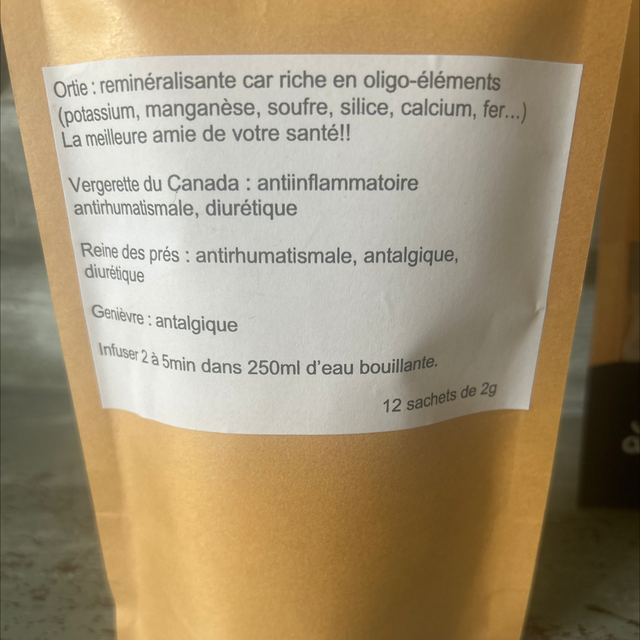 Ortie : reminéralisante car riche en oligo-éléments
(potassium, manganèse, soufre, silice, calcium, fer...)
La meilleure amie de votre santé!!
Vergerette du Canada : antiinflammatoire
antirhumatismale, diurétique
Reine des prés : antirhumatismale, antalgique,
diurétique
Genièvre : antalgique
Infuser 2 à 5min dans 250ml d'eau bouillante.
12 sachets de 2g